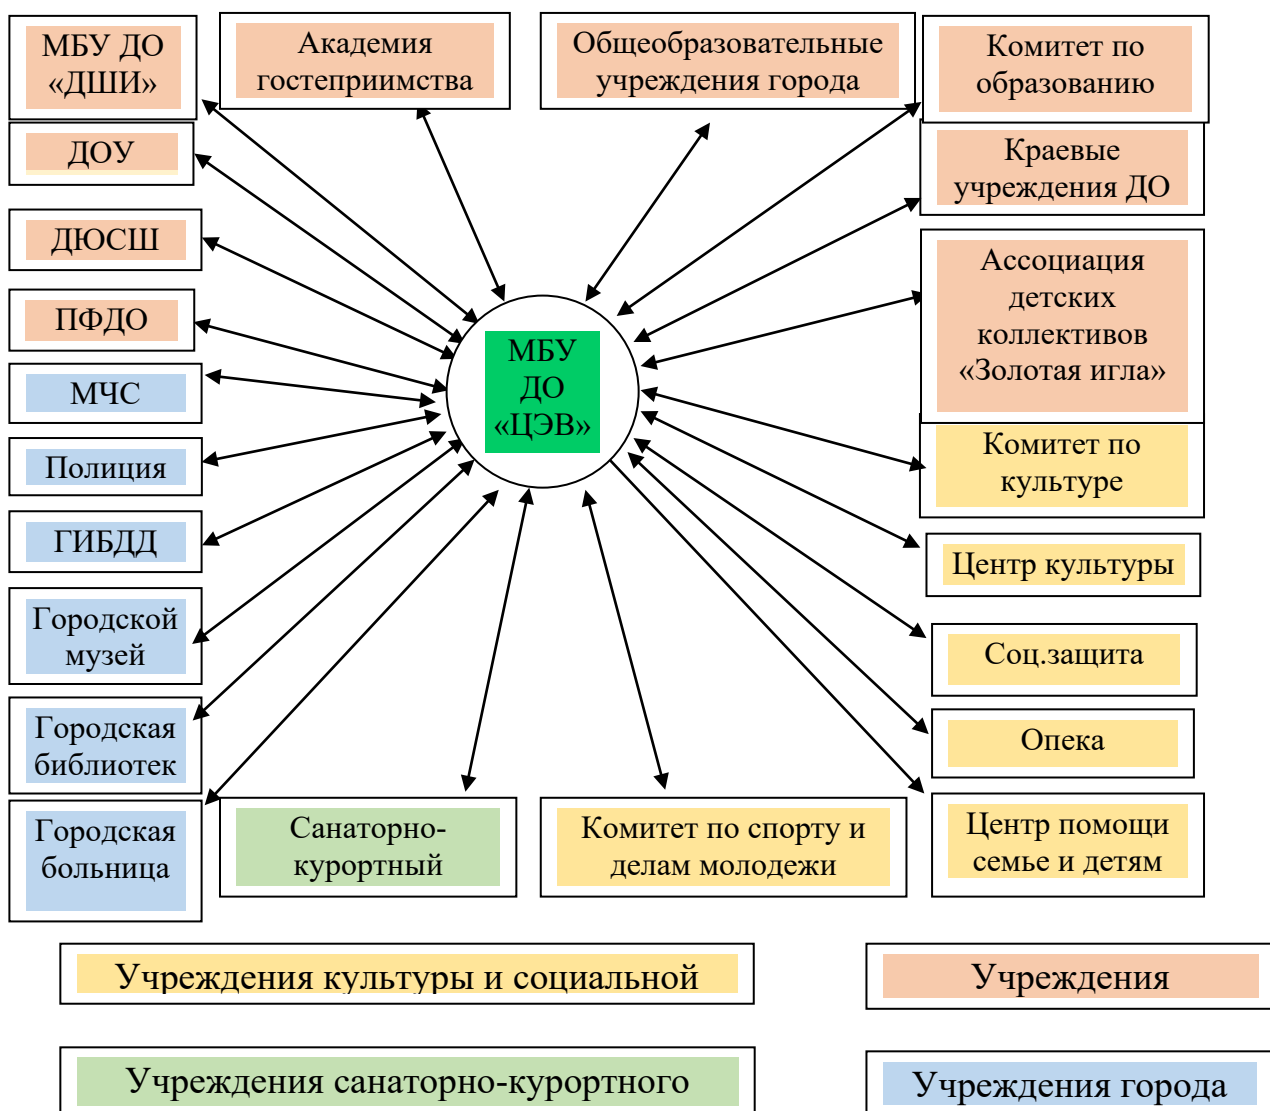 МБУ ДО
«ДШИ»
Академия
гостеприимства
Общеобразовательные
учреждения города
Комитет по
образованию
ДОУ
Краевые
учреждения ДО
ДЮСШ
Ассоциация
детских
коллективов
«Золотая игла»
ПФДО
МБУ
ДО
«ЦЭВ»
МЧС
Полиция
Комитет по
культуре
ГИБДД
Центр культуры
Городской
музей
Соц.защита
Городская
библиотек
Опека
Городская
больница
Санаторно-
курортный
Комитет по спорту и
делам молодежи
Центр помощи
семье и детям
Учреждения культуры и социальной
Учреждения
Учреждения санаторно-курортного
Учреждения города